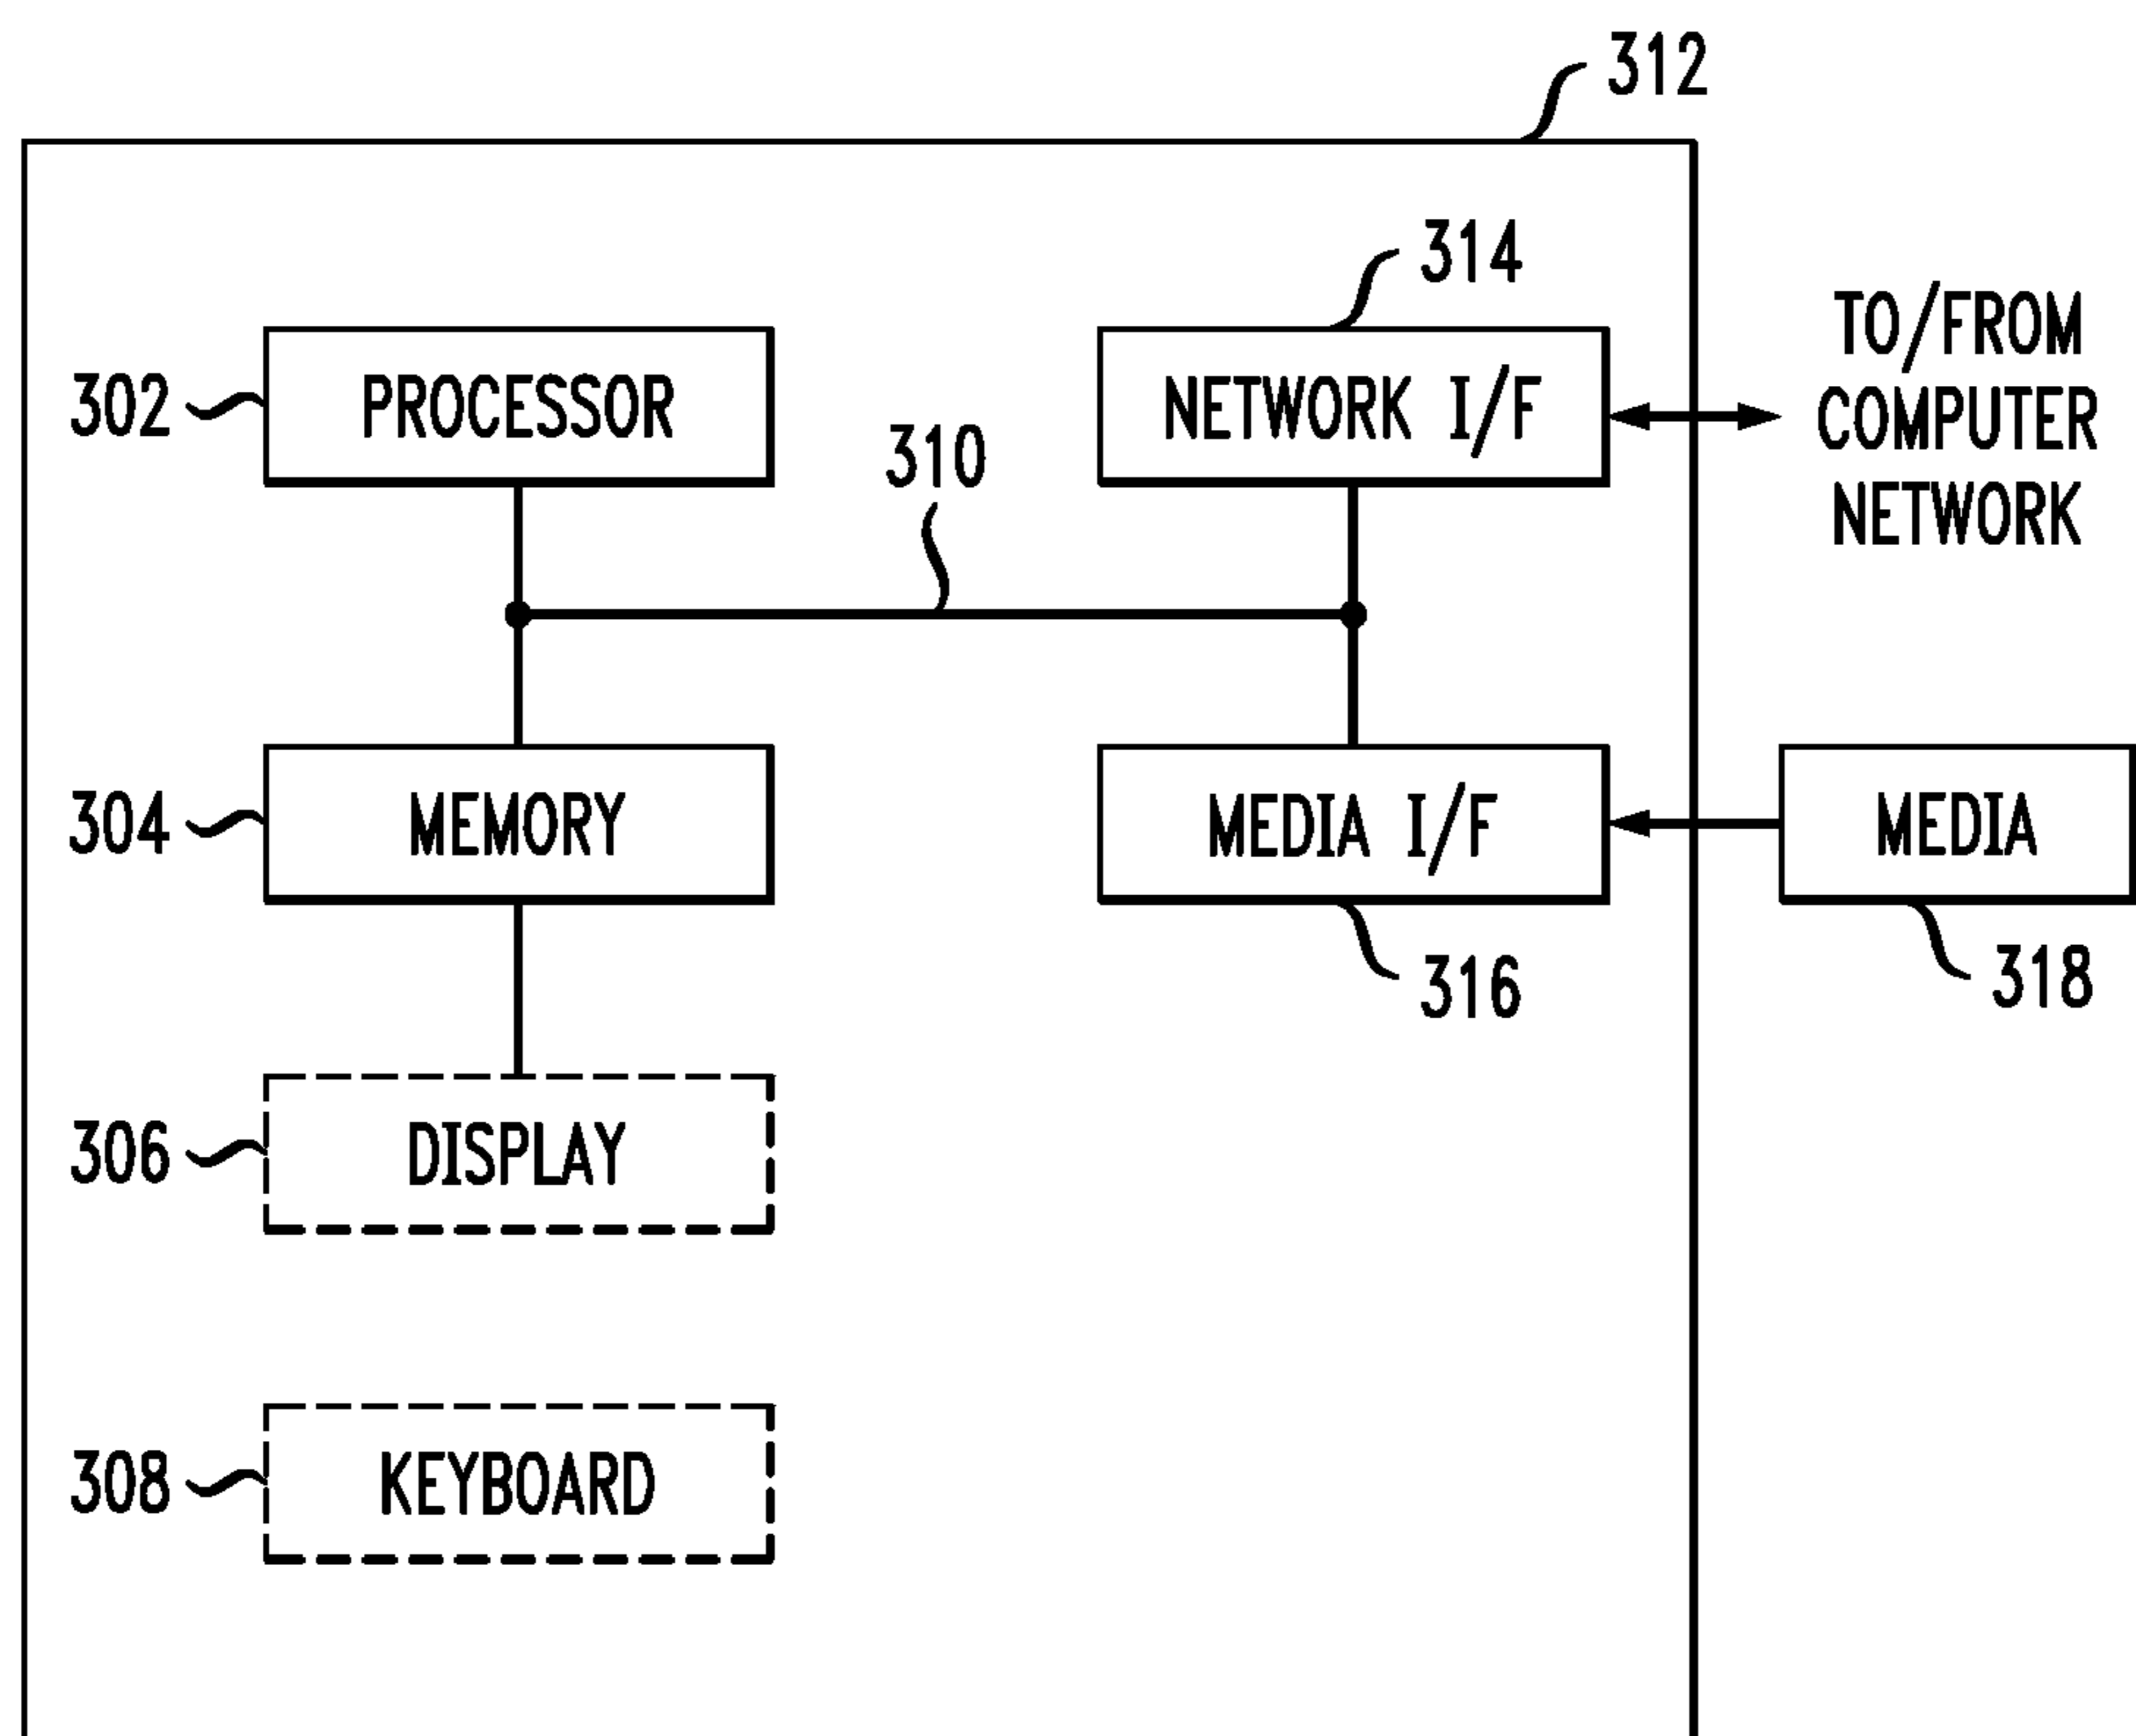 312
314
302
PROCESSOR
NETWORK I/F
TO/FROM
COMPUTER
NETWORK
310
304
MEMORY
MEDIA I/F
MEDIA
316
318
306
DISPLAY
308
KEYBOARD